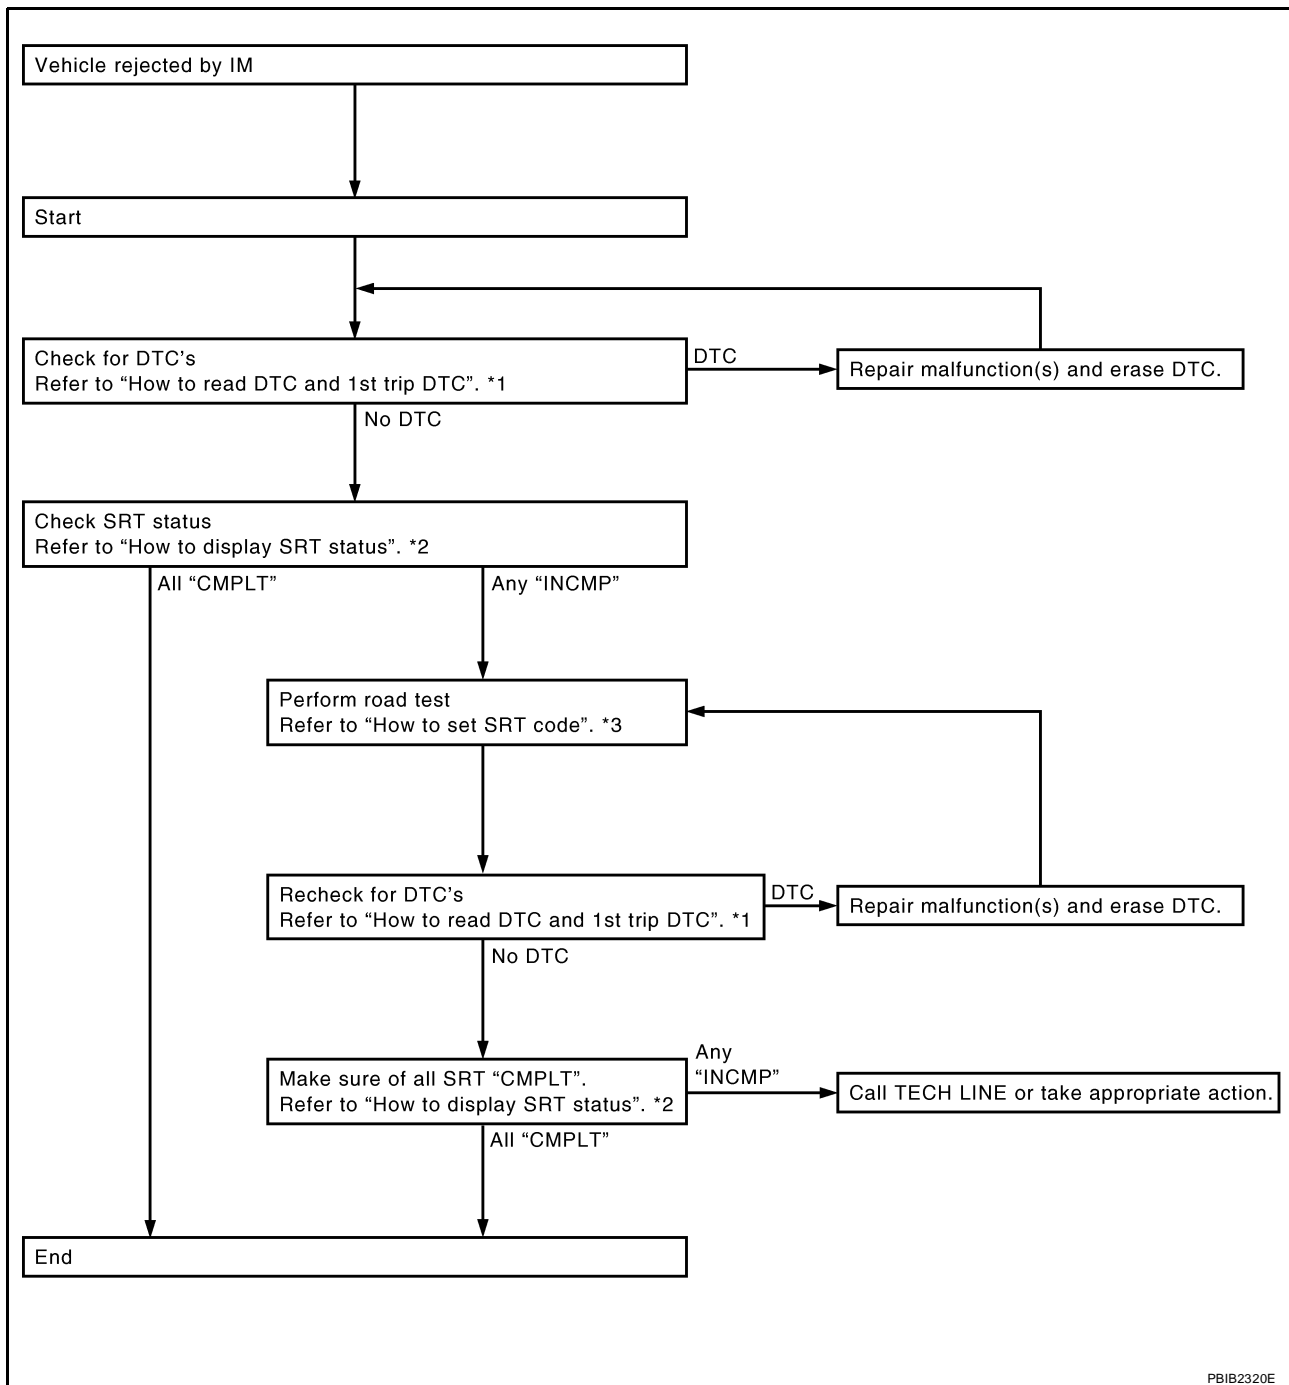 Vehicle rejected by IM
Start
Check for DTC’s
Refer to “How to read DTC and 1st trip DTC”. *1
DTC
Repair malfunction(s) and erase DTC.
No DTC
Check SRT status
Refer to “How to display SRT status”. *2
All “CMPLT”
Any “INCMP”
Perform road test
Refer to “How to set SRT code”. *3
Recheck for DTC’s
Refer to “How to read DTC and 1st trip DTC”. *1
DTC
Repair malfunction(s) and erase DTC.
No DTC
Make sure of all SRT “CMPLT”.
Refer to “How to display SRT status”. *2
Any
“INCMP”
Call TECH LINE or take appropriate action.
All “CMPLT”
End
PBIB2320E